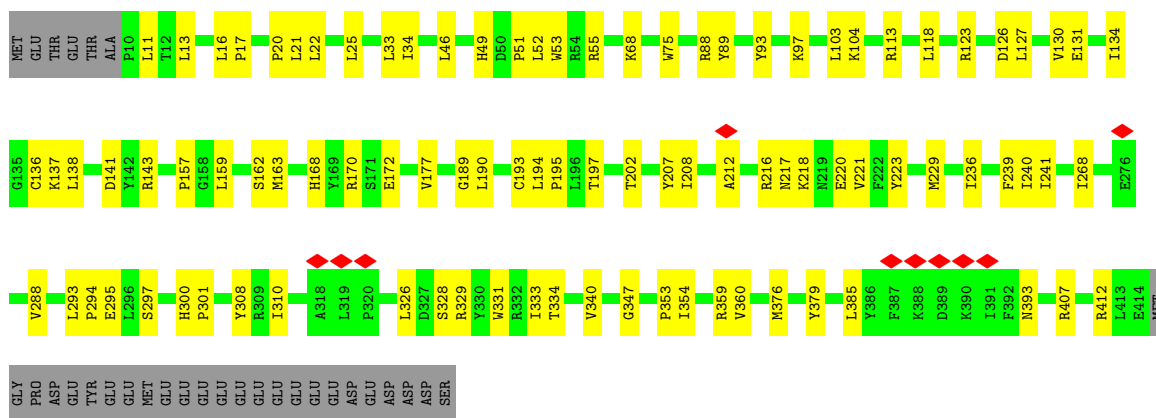 MET GLU THR GLU THR ALA P10 L11 T12 L13 L16 P17 P20 L21 L22 L25 L33 I34 L46 H49 D50 P51 L52 W53 R54 R55 K68 W75 R88 Y89 Y93 K97 L103 K104 R113 L118 R123 D126 L127 V130 E131 I134
G135 C136 K137 L138 D141 Y142 R143 P157 G158 L159 S162 M163 H168 Y169 R170 S171 E172 V177 G189 L190 C193 L194 P195 L196 T197 T202 Y207 I208 A212 R216 N217 K218 N219 E220 V221 F222 Y223 M229 I236 F239 I240 I241 I268 E276
V288 L293 P294 E295 L296 S297 H300 P301 Y308 R309 I310 A318 L319 P320 L326 D327 S328 R329 Y330 W331 R332 I333 T334 V340 G347 P353 I354 R359 V360 M376 Y379 L385 Y386 F387 K388 D389 K390 I391 F392 N393 R407 R412 L413 E414 MET
GLY PRO ASP GLU TYR GLU GLU MET GLU GLU GLU GLU GLU GLU GLU ASP GLU ASP ASP ASP SER